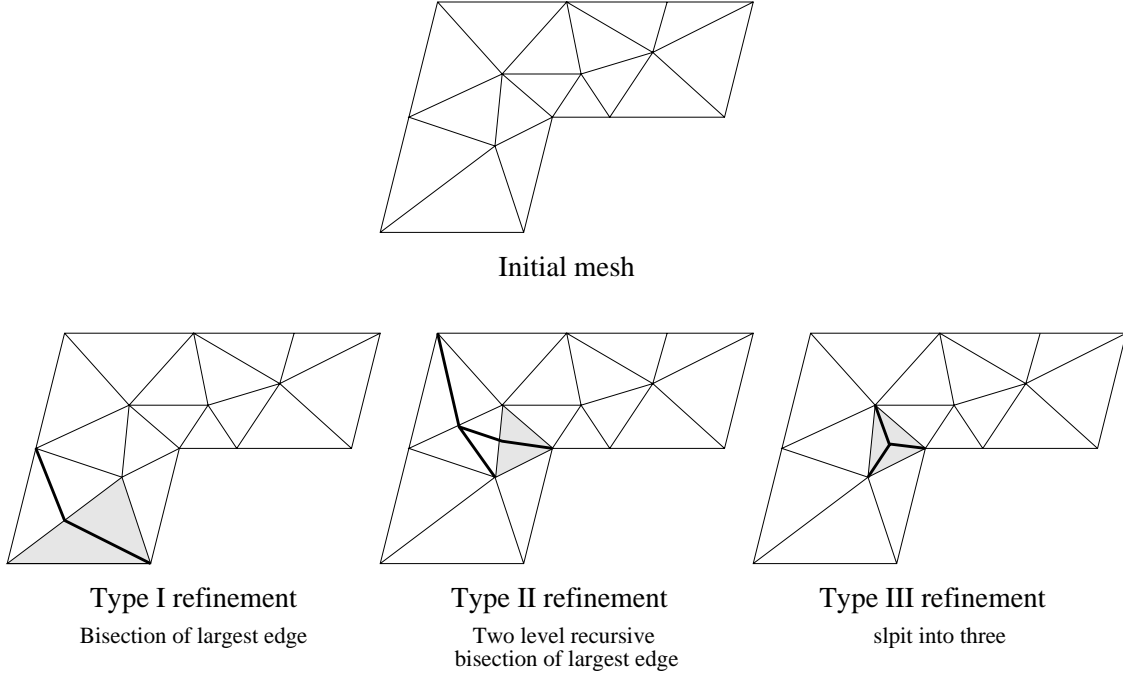 Initial mesh
Type I refinement
Bisection of largest edge
Type II refinement
Two level recursive
bisection of largest edge
Type III refinement
slpit into three